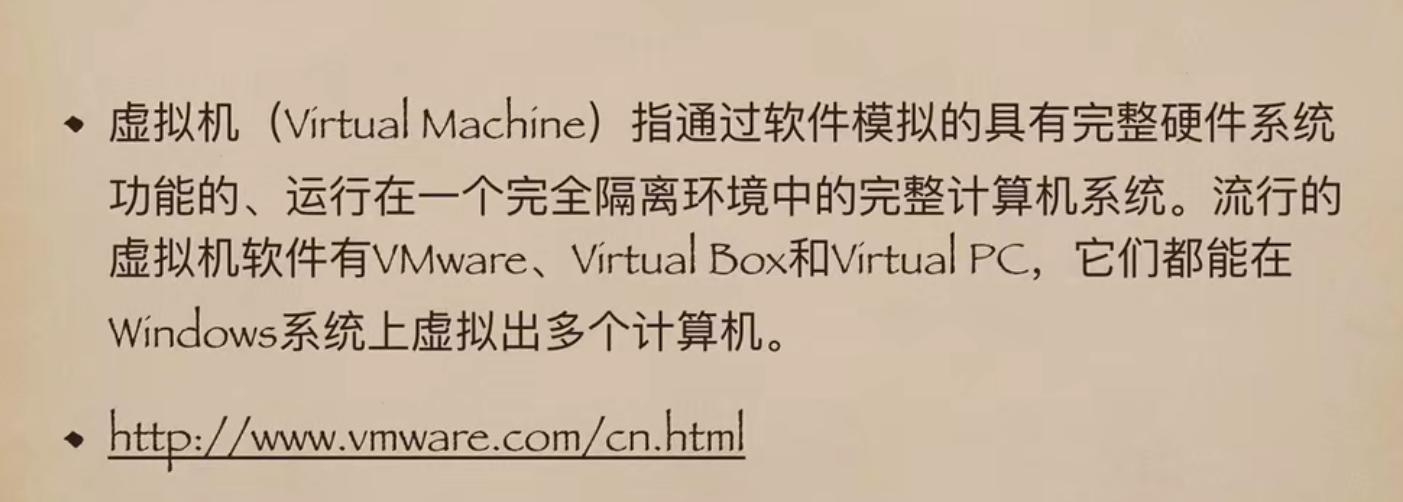 虚拟机（Virtual Machine）指通过软件模拟的具有完整硬件系统
功能的、运行在一个完全隔离环境中的完整计算机系统。流行的
虚拟机软件有VMware、Virtual Box和Virtual PC，它们都能在
Windows系统上虚拟出多个计算机。
http://www.vmware.com/cn.html